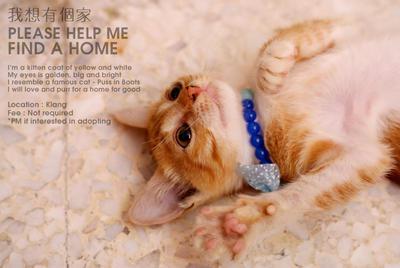 我想有個家
PLEASE HELP ME
FIND A HOME
I'm a kitten coat of yellow and white
My eyes is golden, big and bright
I resemble a famous cat - Puss in Boots
I will love and purr for a home for good
Location : Klang
Fee : Not required
*PM if interested in adopting